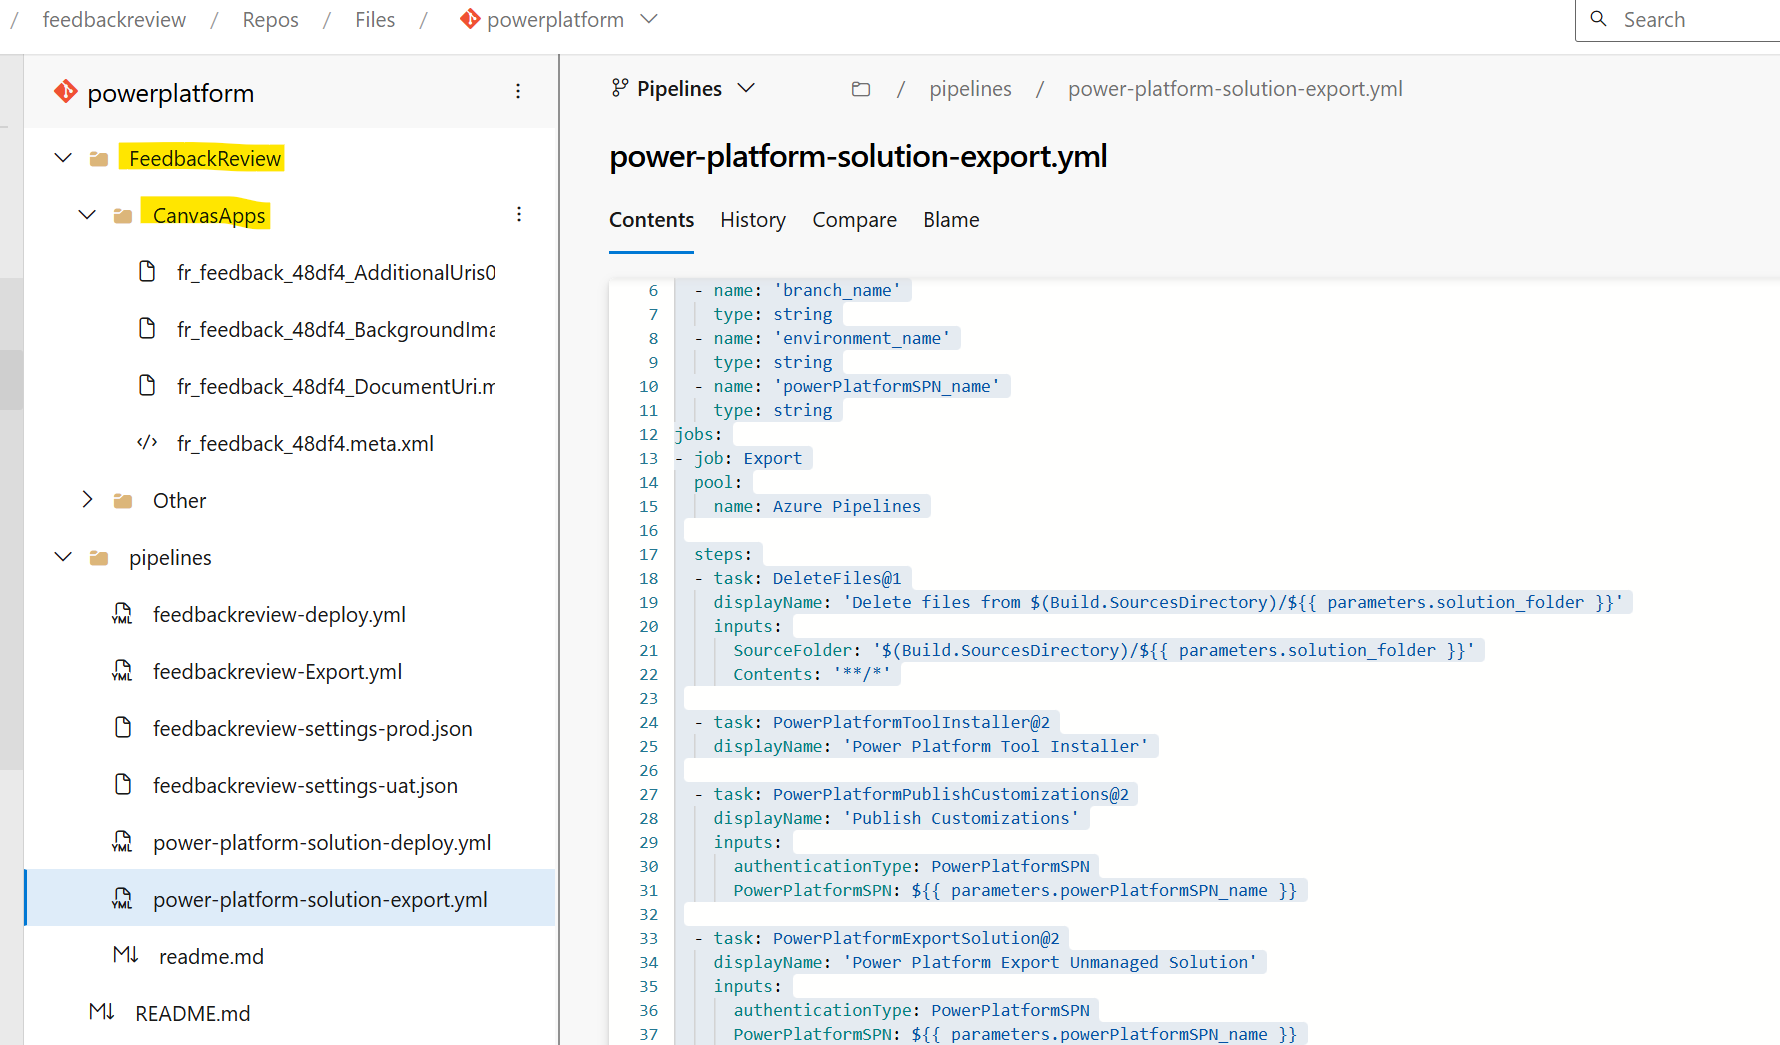 / feedbackreview / Repos / Files / powerplatform
Search
powerplatform
FeedbackReview
CanvasApps
fr_feedback_48df4_AdditionalUris0
fr_feedback_48df4_BackgroundIma
fr_feedback_48df4_DocumentUri.m
fr_feedback_48df4.meta.xml
Other
pipelines
feedbackreview-deploy.yml
feedbackreview-Export.yml
feedbackreview-settings-prod.json
feedbackreview-settings-uat.json
power-platform-solution-deploy.yml
power-platform-solution-export.yml
readme.md
README.md
Pipelines / pipelines / power-platform-solution-export.yml
power-platform-solution-export.yml
Contents History Compare Blame
6 - name: 'branch_name'
7 type: string
8 - name: 'environment_name'
9 type: string
10 - name: 'powerPlatformSPN_name'
11 type: string
12 jobs:
13 - job: Export
14 pool:
15 name: Azure Pipelines
16
17 steps:
18 - task: DeleteFiles@1
19 displayName: 'Delete files from $(Build.SourcesDirectory)/${{ parameters.solution_folder }}'
20 inputs:
21 SourceFolder: '$(Build.SourcesDirectory)/${{ parameters.solution_folder }}'
22 Contents: '**/*'
23
24 - task: PowerPlatformToolInstaller@2
25 displayName: 'Power Platform Tool Installer'
26
27 - task: PowerPlatformPublishCustomizations@2
28 displayName: 'Publish Customizations'
29 inputs:
30 authenticationType: PowerPlatformSPN
31 PowerPlatformSPN: ${{ parameters.powerPlatformSPN_name }}
32
33 - task: PowerPlatformExportSolution@2
34 displayName: 'Power Platform Export Unmanaged Solution'
35 inputs:
36 authenticationType: PowerPlatformSPN
37 PowerPlatformSPN: ${{ parameters.powerPlatformSPN_name }}